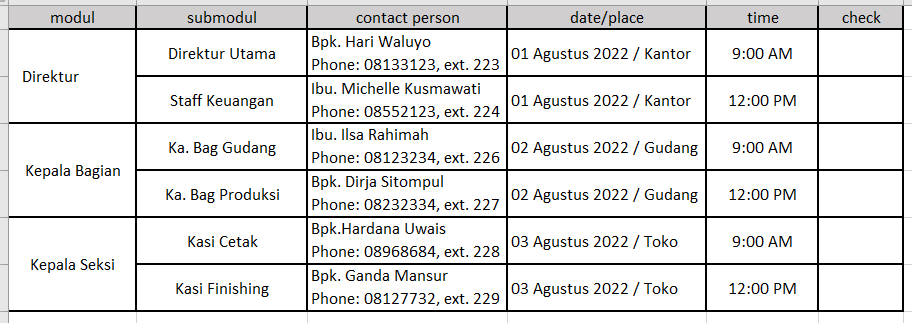 modul submodul contact person date/place time check
Direktur
Direktur Utama
Bpk. Hari Waluyo
Phone: 08133123, ext. 223
01 Agustus 2022 / Kantor
9:00 AM
Staff Keuangan
Ibu. Michelle Kusmawati
Phone: 08552123, ext. 224
01 Agustus 2022 / Kantor
12:00 PM
Kepala Bagian
Ka. Bag Gudang
Ibu. Ilsa Rahimah
Phone: 08123234, ext. 226
02 Agustus 2022 / Gudang
9:00 AM
Ka. Bag Produksi
Bpk. Dirja Sitompul
Phone: 08232334, ext. 227
02 Agustus 2022 / Gudang
12:00 PM
Kepala Seksi
Kasi Cetak
Bpk.Hardana Uwais
Phone: 08968684, ext. 228
03 Agustus 2022 / Toko
9:00 AM
Kasi Finishing
Bpk. Ganda Mansur
Phone: 08127732, ext. 229
03 Agustus 2022 / Toko
12:00 PM